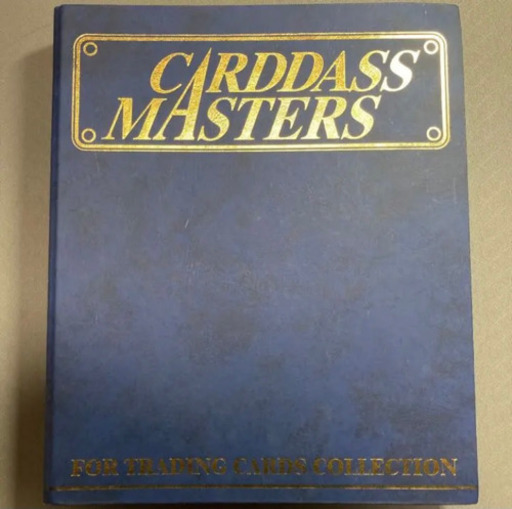 CARDDASS
MASTERS
FOR TRADING CARDS COLLECTION